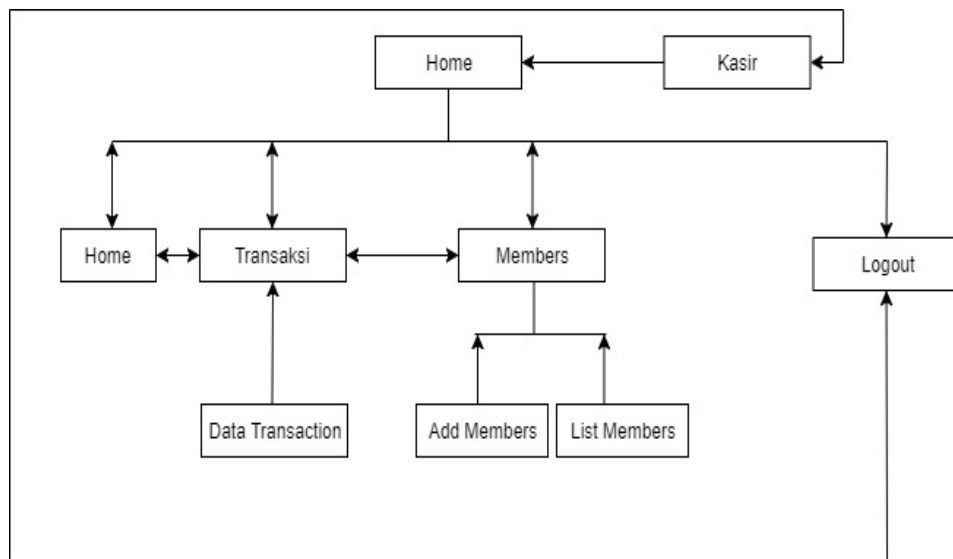 Home
Kasir
Home
Transaksi
Members
Logout
Data Transaction
Add Members
List Members